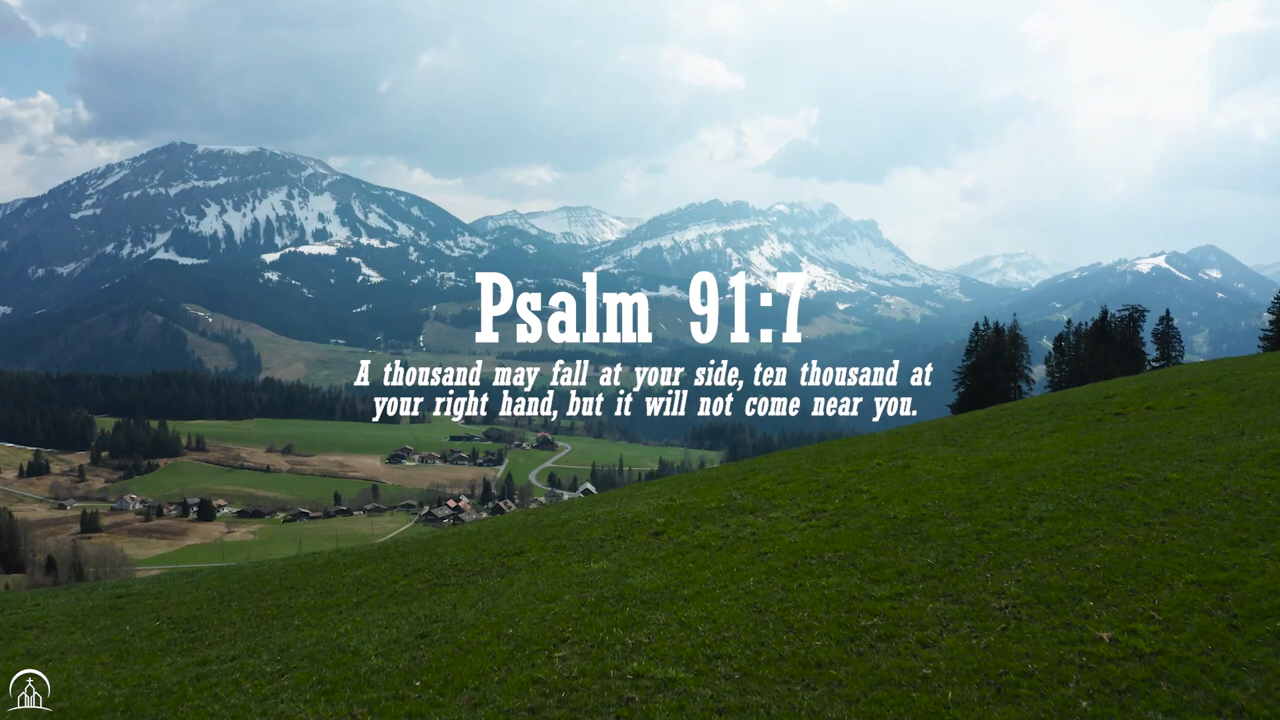 Psalm 91:7
A thousand may fall at your side, ten thousand at
your right hand, but it will not come near you.